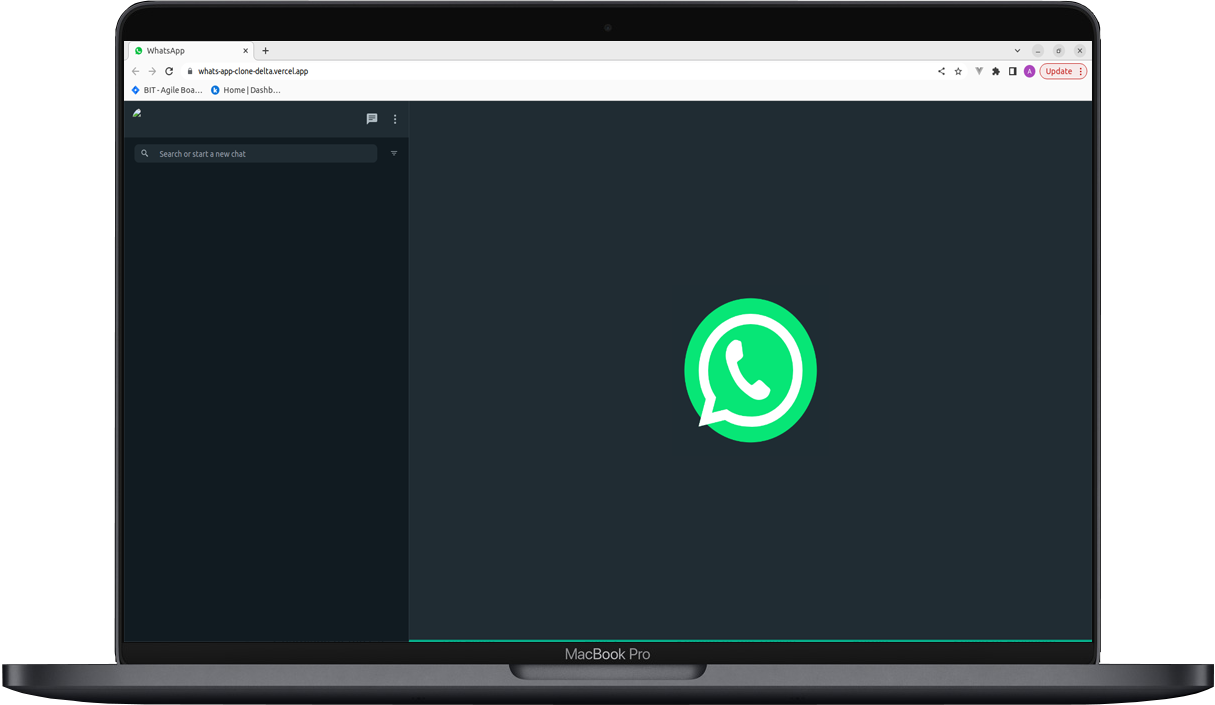 WhatsApp
whats-app-clone-delta.vercel.app
A
Update
BIT - Agile Boa...
Home | Dashb...
Search or start a new chat
MacBook Pro